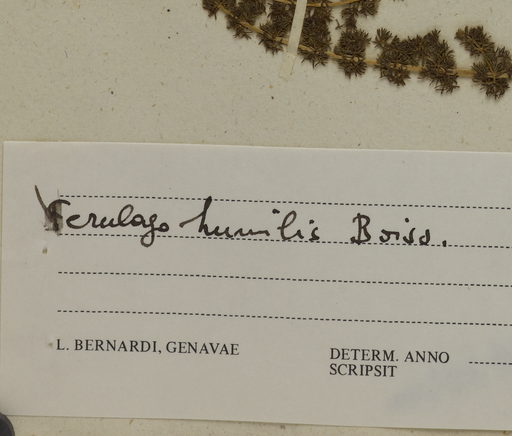 Ferulago humilis Boiss.
L. BERNARDI, GENAVAE
DETERM. ANNO
SCRIPSIT